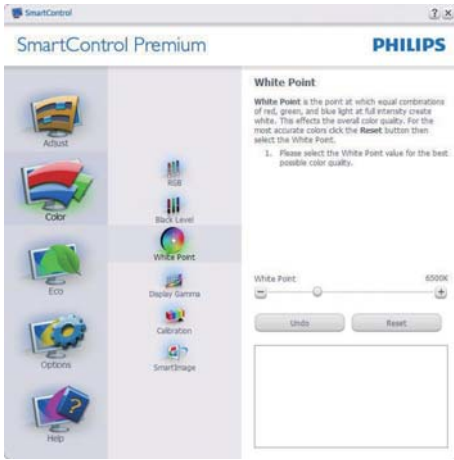 SmartControl
SmartControl Premium
PHILIPS
Adjust
Color
Eco
Options
Help
RGB
Black Level
White Point
Display Gamma
Calibration
SmartImage
White Point
White Point is the point at which equal combinations
of red, green, and blue light at full intensity create
white. This effects the overall color quality. For the
most accurate colors click the Reset button then
select the White Point.
1. Please select the White Point value for the best
possible color quality.
White Point 6500K
Undo Reset